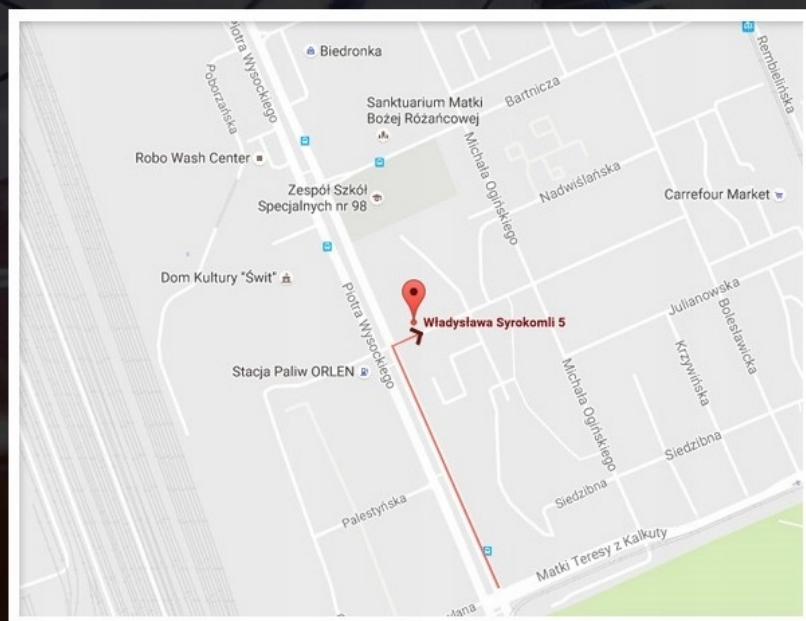 Piotra Wysockiego
Biedronka
Rembielińska
Poborzańska
Bartnicza
Sanktuarium Matki
Bożej Różańcowej
Robo Wash Center
Michała Ogińskiego
Nadwiślańska
Zespół Szkół
Specjalnych nr 98
Carrefour Market
Dom Kultury "Świt"
Piotra Wysockiego
Julianowska
Bolesławicka
Władysława Syrokomli 5
Krzywińska
Stacja Paliw ORLEN
Michała Ogińskiego
Siedzibna
Siedzibna
Palestyńska
Matki Teresy z Kalkuty